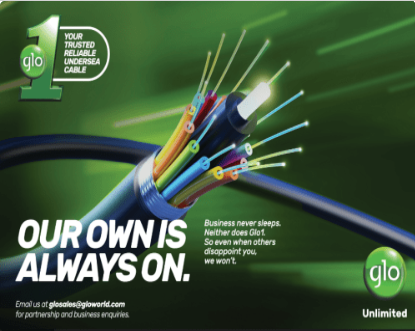 1
glo
YOUR
TRUSTED
RELIABLE
UNDERSEA
CABLE
OUR OWN IS
ALWAYS ON.
Business never sleeps.
Neither does Glo1.
So even when others
disappoint you,
we won't.
Email us at glosales@gloworld.com
for partnership and business enquiries.
glo
Unlimited